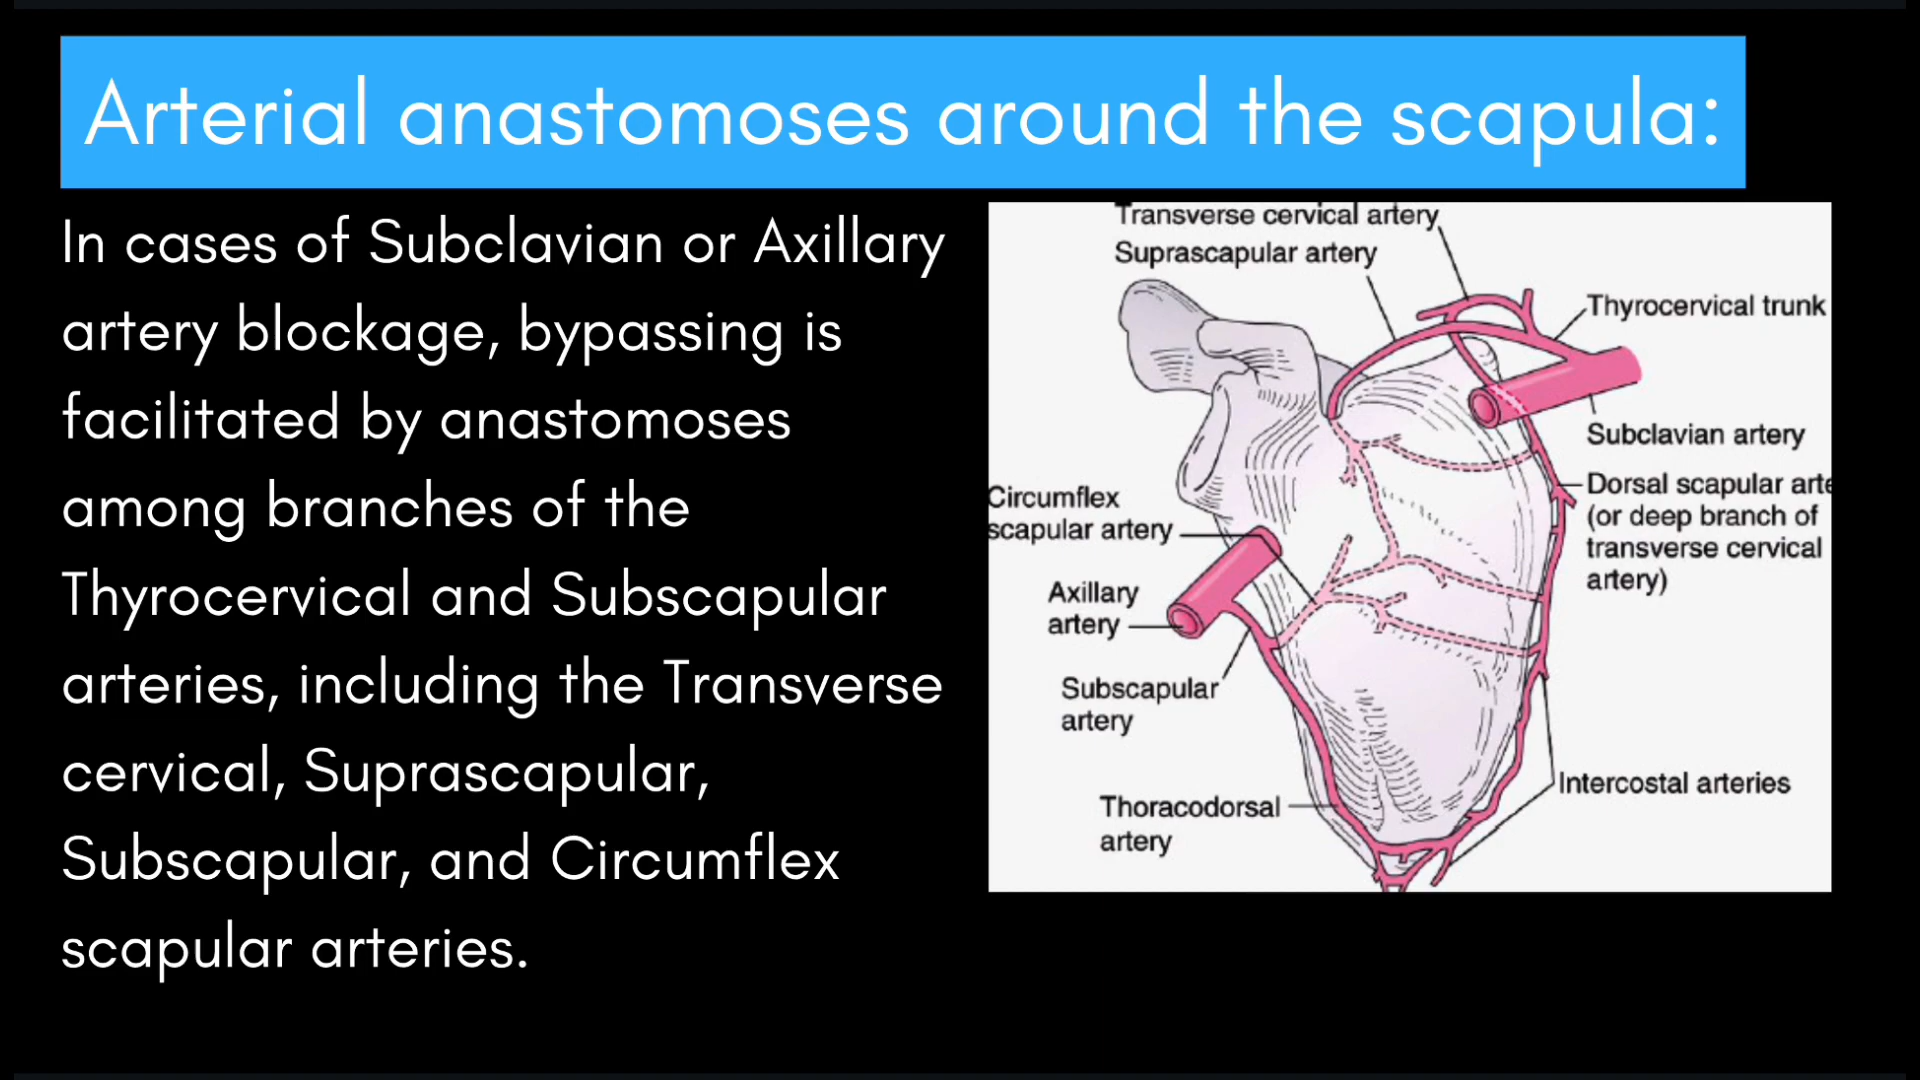 Arterial anastomoses around the scapula:
In cases of Subclavian or Axillary
artery blockage, bypassing is
facilitated by anastomoses
among branches of the
Thyrocervical and Subscapular
arteries, including the Transverse
cervical, Suprascapular,
Subscapular, and Circumflex
scapular arteries.
Transverse cervical artery
Suprascapular artery
Thyrocervical trunk
Subclavian artery
Dorsal scapular arte
(or deep branch of
transverse cervical
artery)
Circumflex
scapular artery
Axillary
artery
Subscapular
artery
Intercostal arteries
Thoracodorsal
artery